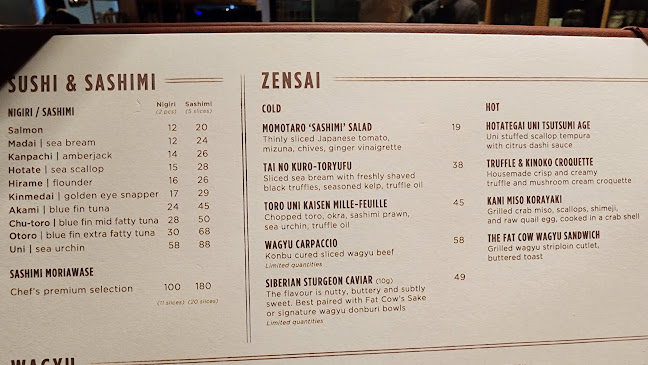 SUSHI & SASHIMI
NIGIRI / SASHIMI Nigiri Sashimi
(2 pcs) (5 slices)
Salmon 12 20
Madai | sea bream 12 24
Kanpachi | amberjack 14 26
Hotate | sea scallop 15 28
Hirame | flounder 16 26
Kinmedai | golden eye snapper 17 29
Akami | blue fin tuna 24 45
Chu-toro | blue fin mid fatty tuna 28 50
Otoro | blue fin extra fatty tuna 30 68
Uni | sea urchin 58 88
SASHIMI MORIAWASE
Chef's premium selection 100 180
(11 slices) (20 slices)
ZENSAI
COLD
MOMOTARO 'SASHIMI' SALAD 19
Thinly sliced Japanese tomato,
mizuna, chives, ginger vinaigrette
TAI NO KURO-TORYUFU 38
Sliced sea bream with freshly shaved
black truffles, seasoned kelp, truffle oil
TORO UNI KAISEN MILLE-FEUILLE 45
Chopped toro, okra, sashimi prawn,
sea urchin, truffle oil
WAGYU CARPACCIO 58
Konbu cured sliced wagyu beef
Limited quantities
SIBERIAN STURGEON CAVIAR (10g) 49
The flavour is nutty, buttery and subtly
sweet. Best paired with Fat Cow's Sake
or signature wagyu donburi bowls
Limited quantities
HOT
HOTATEGAI UNI TSUTSUMI AGE
Uni stuffed scallop tempura
with citrus dashi sauce
TRUFFLE & KINOKO CROQUETTE
Housemade crisp and creamy
truffle and mushroom cream croquette
KANI MISO KORAYAKI
Grilled crab miso, scallops, shimeji,
and raw quail egg, cooked in a crab shell
THE FAT COW WAGYU SANDWICH
Grilled wagyu striploin cutlet,
buttered toast
WAGYU